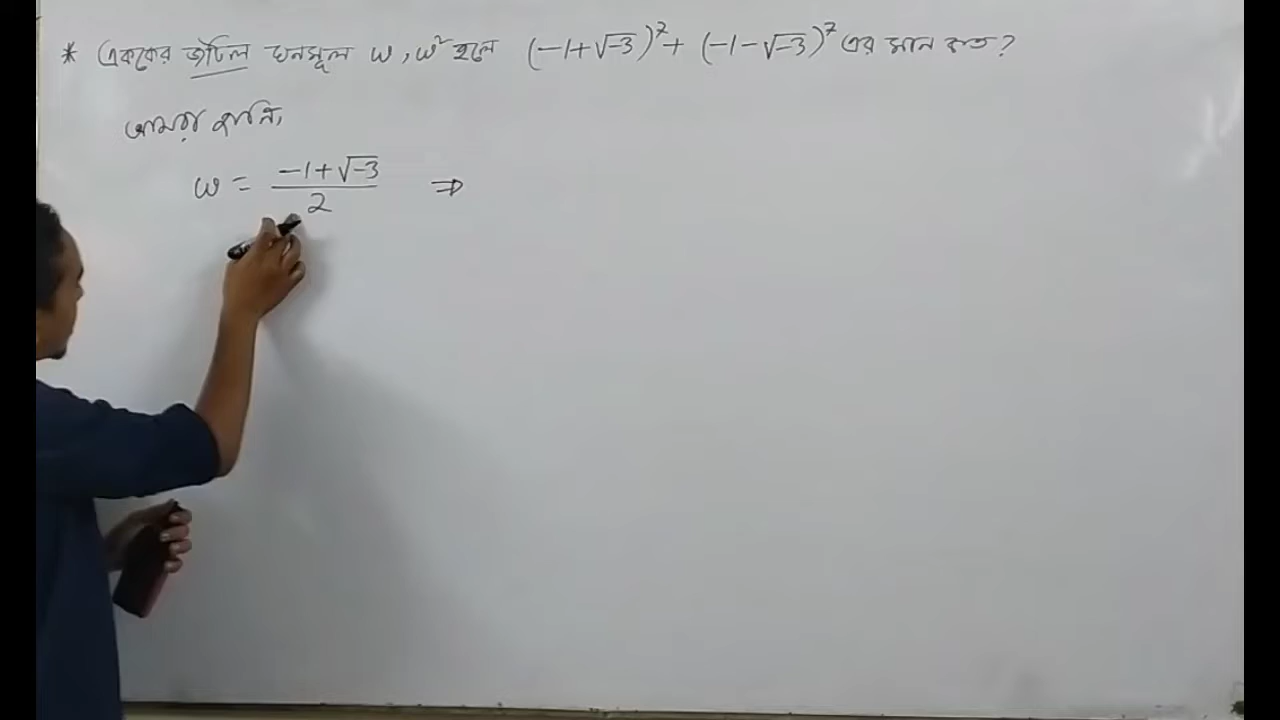 * এককের জটিল ঘনমূল ω, ω² হলে (-1+√-3)⁷ + (-1-√-3)⁷ এর মান কত?
আমরা জানি,
ω = (-1+√-3)/2 ⇒